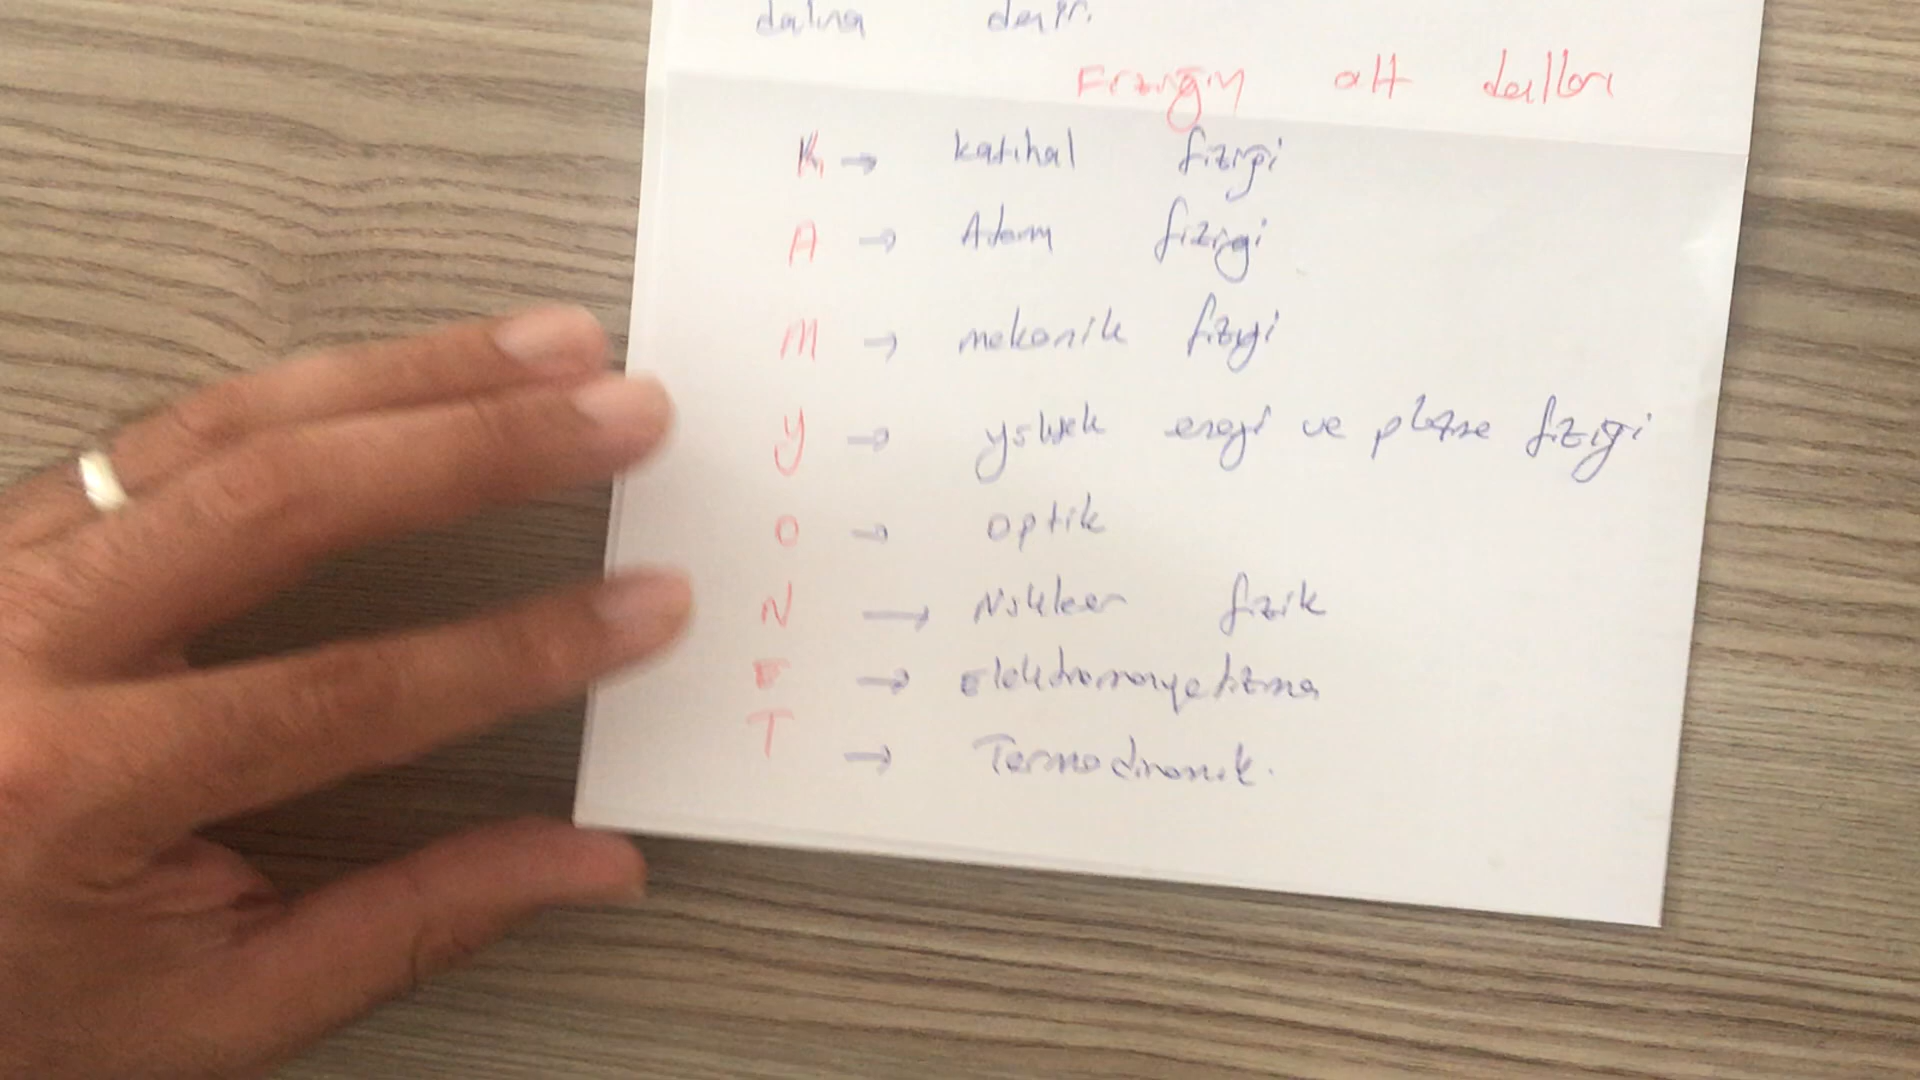 dalına denir.
Fiziğin alt dalları
K → katıhal fiziği
A → Atom fiziği
M → mekanik fiziği
Y → yüksek enerji ve plazma fiziği
O → optik
N → Nükleer fizik
E → Elektromanyetizma
T → Termodinamik.